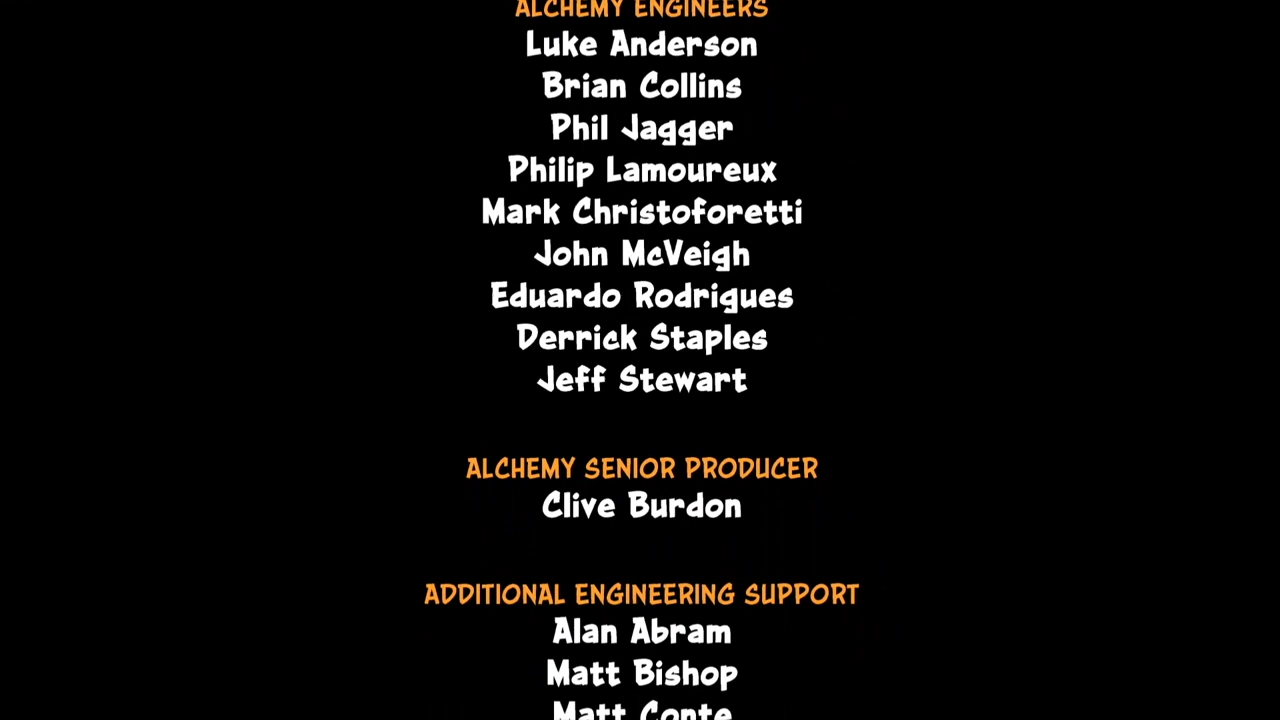 ALCHEMY ENGINEERS
Luke Anderson
Brian Collins
Phil Jagger
Philip Lamoureux
Mark Christoforetti
John McVeigh
Eduardo Rodrigues
Derrick Staples
Jeff Stewart
ALCHEMY SENIOR PRODUCER
Clive Burdon
ADDITIONAL ENGINEERING SUPPORT
Alan Abram
Matt Bishop
Matt Conte